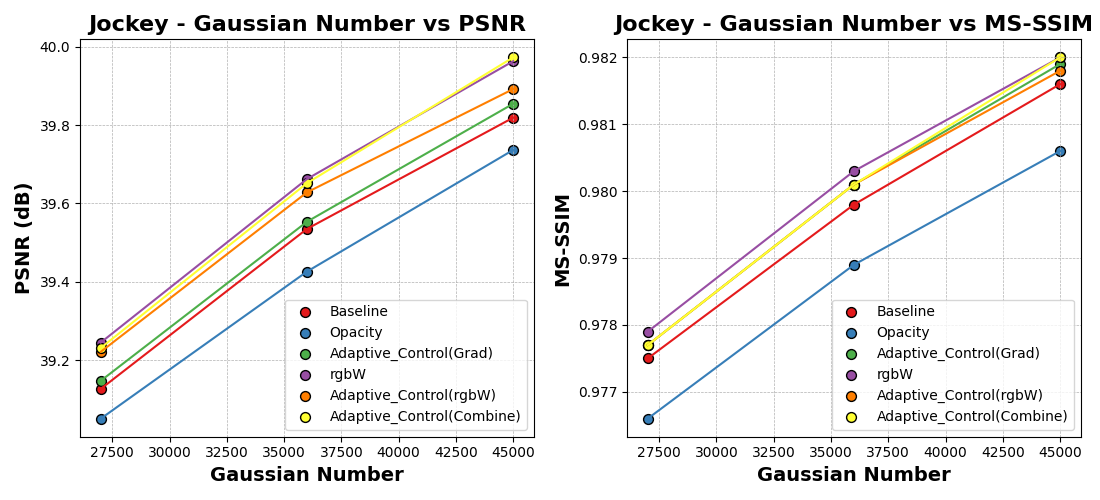 Jockey - Gaussian Number vs PSNR
PSNR (dB)
40.0
39.8
39.6
39.4
39.2
27500 30000 32500 35000 37500 40000 42500 45000
Gaussian Number
Baseline
Opacity
Adaptive_Control(Grad)
rgbW
Adaptive_Control(rgbW)
Adaptive_Control(Combine)
Jockey - Gaussian Number vs MS-SSIM
MS-SSIM
0.982
0.981
0.980
0.979
0.978
0.977
27500 30000 32500 35000 37500 40000 42500 45000
Gaussian Number
Baseline
Opacity
Adaptive_Control(Grad)
rgbW
Adaptive_Control(rgbW)
Adaptive_Control(Combine)